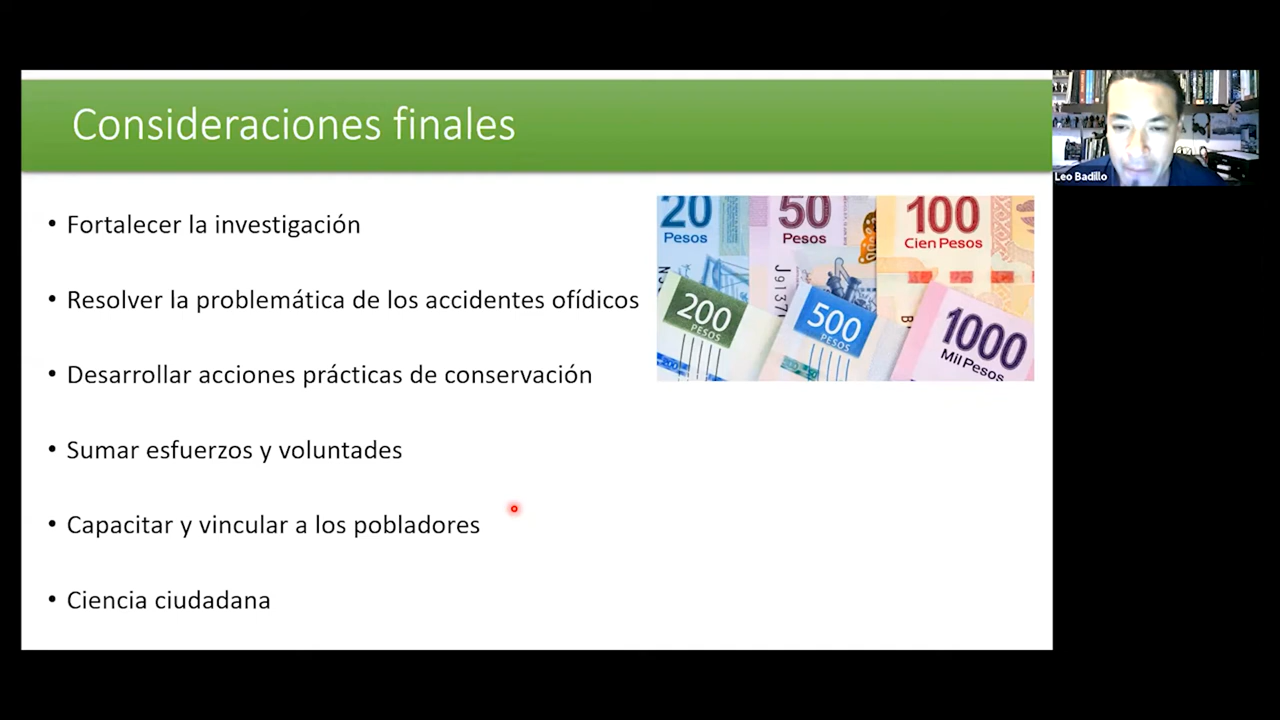 Consideraciones finales
Leo Badillo
• Fortalecer la investigación
• Resolver la problemática de los accidentes ofídicos
• Desarrollar acciones prácticas de conservación
• Sumar esfuerzos y voluntades
• Capacitar y vincular a los pobladores
• Ciencia ciudadana
20
Pesos
50
Pesos
100
Cien Pesos
200
PESOS
500
PESOS
1000
Mil Pesos